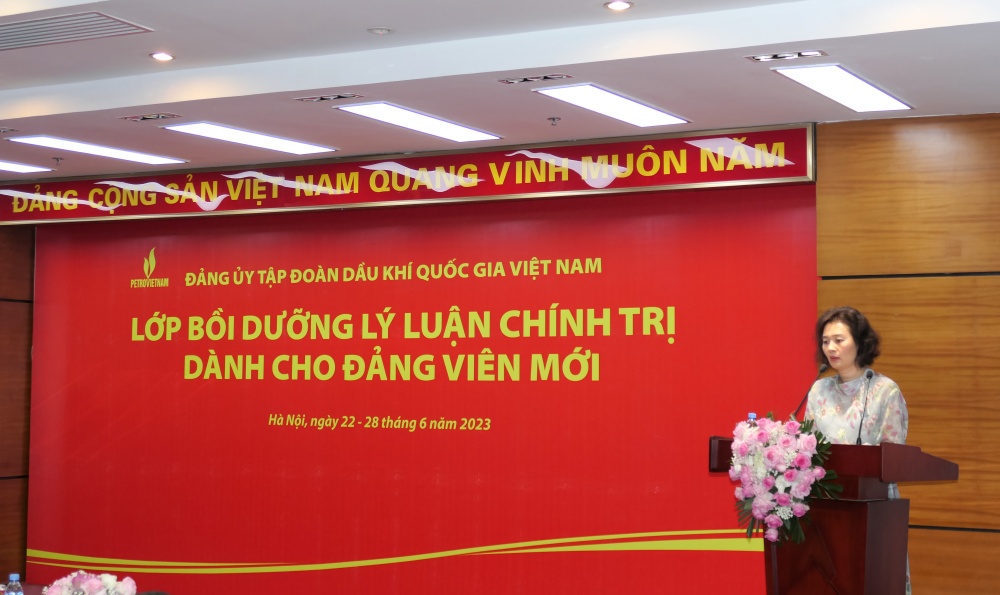 ĐẢNG CỘNG SẢN VIỆT NAM QUANG VINH MUÔN NĂM
PETROVIETNAM
ĐẢNG ỦY TẬP ĐOÀN DẦU KHÍ QUỐC GIA VIỆT NAM
LỚP BỒI DƯỠNG LÝ LUẬN CHÍNH TRỊ
DÀNH CHO ĐẢNG VIÊN MỚI
Hà Nội, ngày 22 - 28 tháng 6 năm 2023